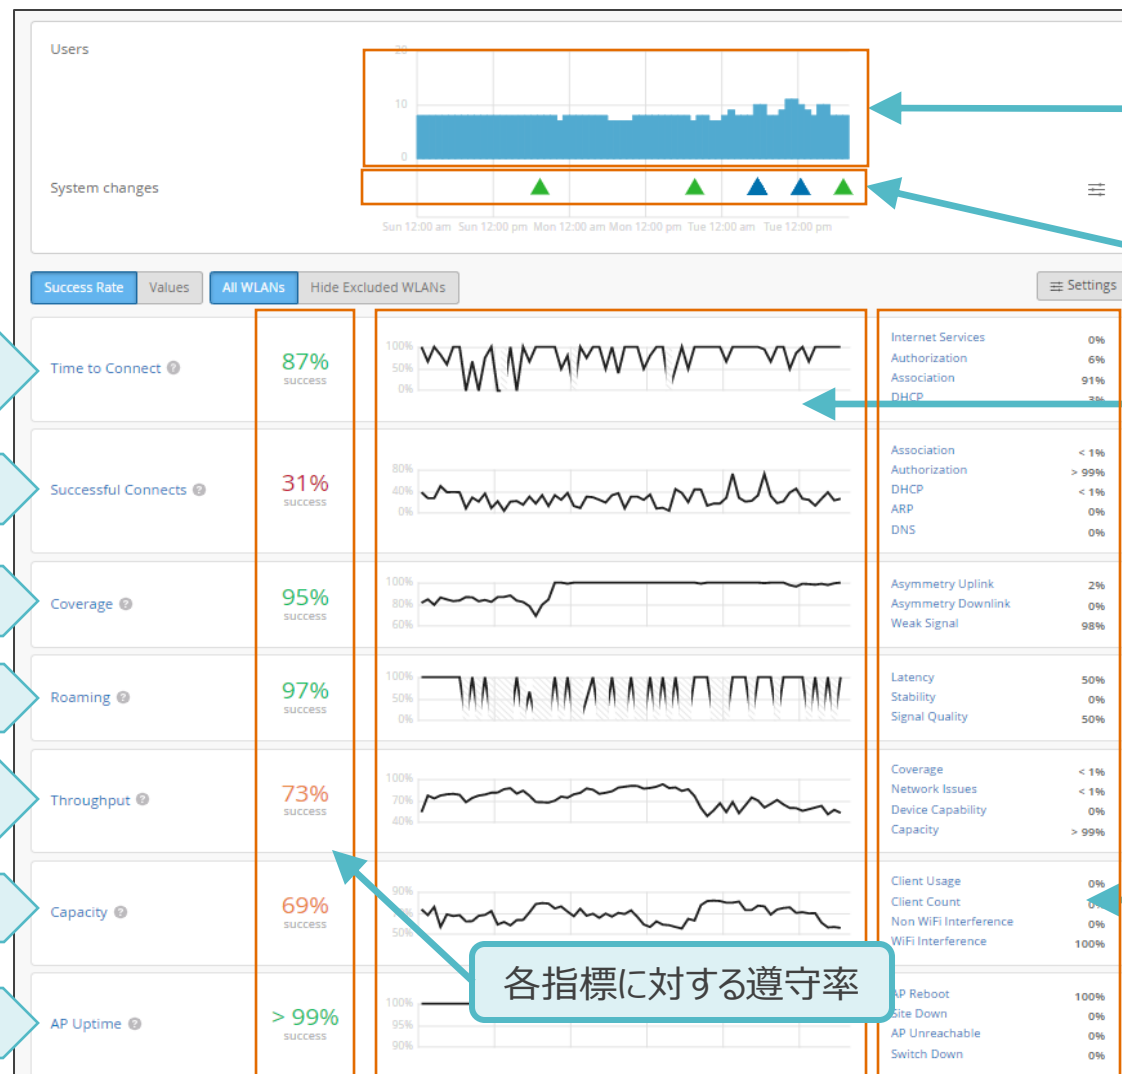 Users
20
10
0
System changes
Sun 12:00 am Sun 12:00 pm Mon 12:00 am Mon 12:00 pm Tue 12:00 am Tue 12:00 pm
Success Rate Values All WLANs Hide Excluded WLANs Settings
Time to Connect ?
87%
success
100%
50%
0%
Internet Services 0%
Authorization 6%
Association 91%
DHCP 3%
Successful Connects ?
31%
success
80%
40%
0%
Association < 1%
Authorization > 99%
DHCP < 1%
ARP 0%
DNS 0%
Coverage ?
95%
success
100%
80%
60%
Asymmetry Uplink 2%
Asymmetry Downlink 0%
Weak Signal 98%
Roaming ?
97%
success
100%
50%
0%
Latency 50%
Stability 0%
Signal Quality 50%
Throughput ?
73%
success
100%
70%
40%
Coverage < 1%
Network Issues < 1%
Device Capability 0%
Capacity > 99%
Capacity ?
69%
success
90%
50%
Client Usage 0%
Client Count
Non WiFi Interference 0%
WiFi Interference 100%
各指標に対する遵守率
AP Uptime ?
> 99%
success
100%
95%
90%
AP Reboot 100%
Site Down 0%
AP Unreachable 0%
Switch Down 0%